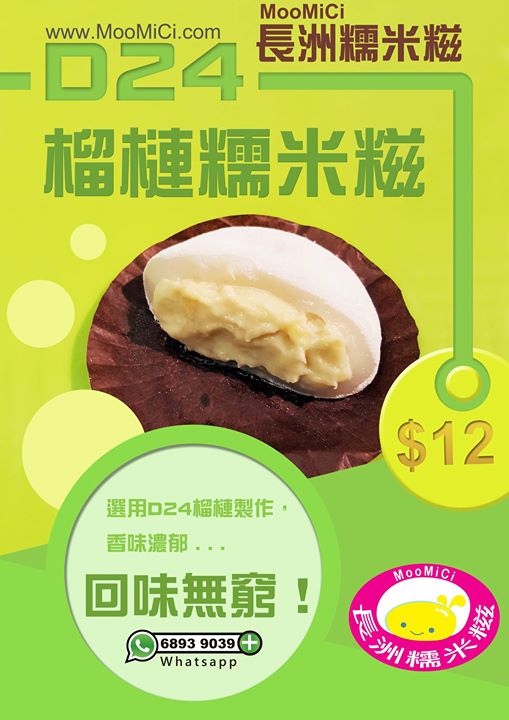 www.MooMiCi.com
MooMiCi
長洲糯米糍
D24
榴槤糯米糍
$12
選用D24榴槤製作，
香味濃郁...
回味無窮！
6893 9039
Whatsapp
MooMiCi
長洲糯米糍